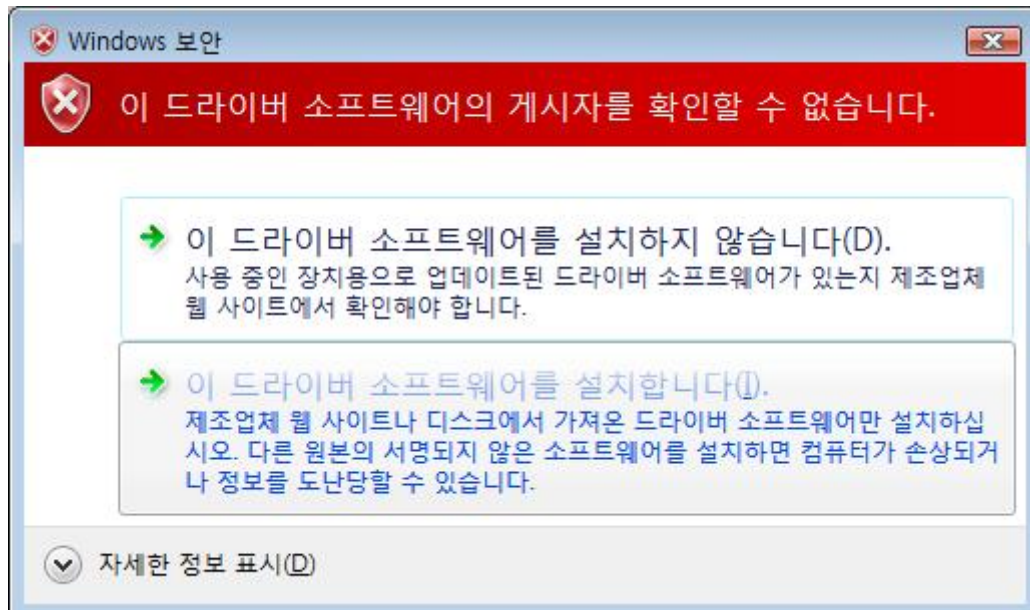 Windows 보안
이 드라이버 소프트웨어의 게시자를 확인할 수 없습니다.
이 드라이버 소프트웨어를 설치하지 않습니다(D).
사용 중인 장치용으로 업데이트된 드라이버 소프트웨어가 있는지 제조업체
웹 사이트에서 확인해야 합니다.
이 드라이버 소프트웨어를 설치합니다(I).
제조업체 웹 사이트나 디스크에서 가져온 드라이버 소프트웨어만 설치하십
시오. 다른 원본의 서명되지 않은 소프트웨어를 설치하면 컴퓨터가 손상되거
나 정보를 도난당할 수 있습니다.
자세한 정보 표시(D)